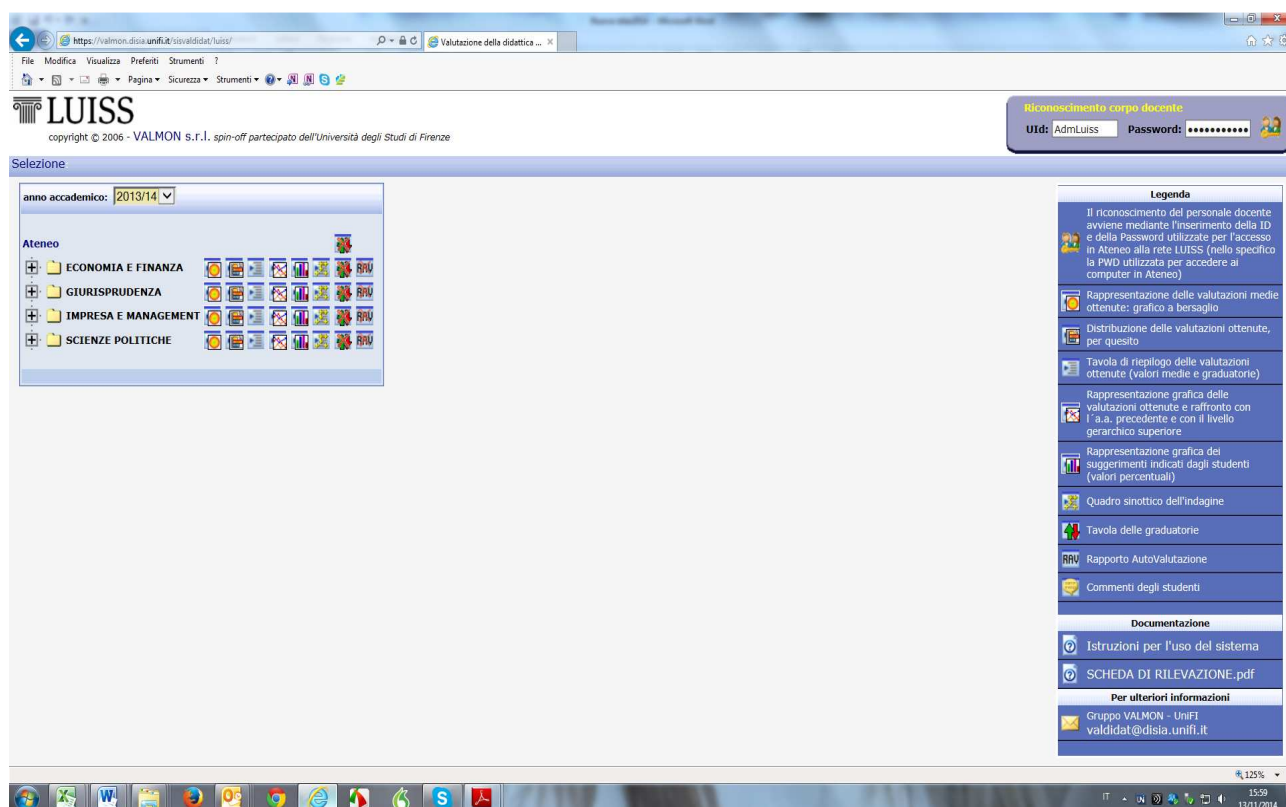 https://valmon.disia.unifi.it/sisvaldidat/luiss/
Valutazione della didattica ...
File Modifica Visualizza Preferiti Strumenti ?
Pagina Sicurezza Strumenti
LUISS
copyright © 2006 - VALMON s.r.l. spin-off partecipato dell'Università degli Studi di Firenze
Riconoscimento corpo docente
UId: AdmLuiss Password: •••••••••••
Selezione
anno accademico: 2013/14
Ateneo
ECONOMIA E FINANZA RAV
GIURISPRUDENZA RAV
IMPRESA E MANAGEMENT RAV
SCIENZE POLITICHE RAV
Legenda
Il riconoscimento del personale docente
avviene mediante l'inserimento della ID
e della Password utilizzate per l'accesso
in Ateneo alla rete LUISS (nello specifico
la PWD utilizzata per accedere ai
computer in Ateneo)
Rappresentazione delle valutazioni medie
ottenute: grafico a bersaglio
Distribuzione delle valutazioni ottenute,
per quesito
Tavola di riepilogo delle valutazioni
ottenute (valori medie e graduatorie)
Rappresentazione grafica delle
valutazioni ottenute e raffronto con
l´a.a. precedente e con il livello
gerarchico superiore
Rappresentazione grafica dei
suggerimenti indicati dagli studenti
(valori percentuali)
Quadro sinottico dell'indagine
Tavola delle graduatorie
RAV Rapporto AutoValutazione
Commenti degli studenti
Documentazione
Istruzioni per l'uso del sistema
SCHEDA DI RILEVAZIONE.pdf
Per ulteriori informazioni
Gruppo VALMON - UniFI
valdidat@disia.unifi.it
125%
IT 15:59